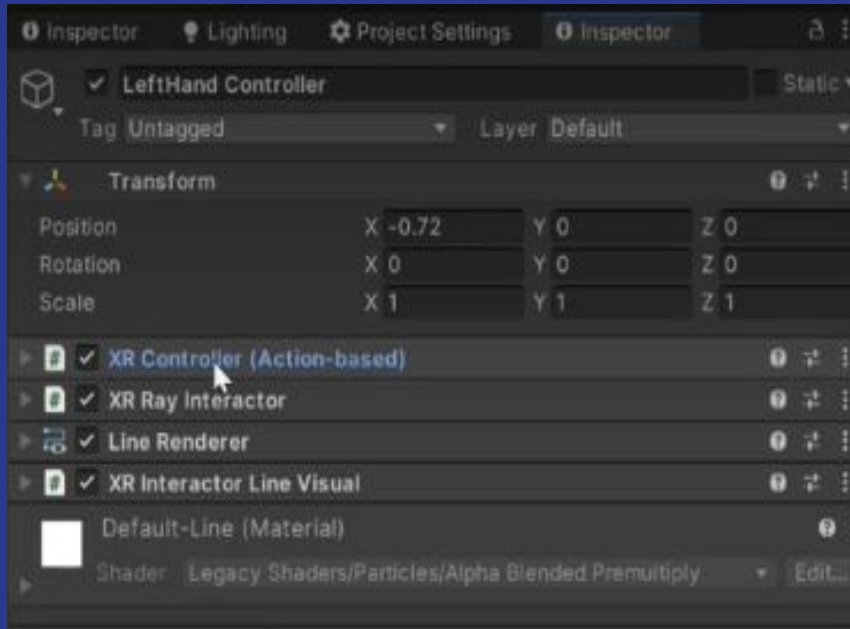 Inspector Lighting Project Settings Inspector
LeftHand Controller Static
Tag Untagged Layer Default
Transform
Position X -0.72 Y 0 Z 0
Rotation X 0 Y 0 Z 0
Scale X 1 Y 1 Z 1
XR Controller (Action-based)
XR Ray Interactor
Line Renderer
XR Interactor Line Visual
Default-Line (Material)
Shader Legacy Shaders/Particles/Alpha Blended Premultiply Edit...